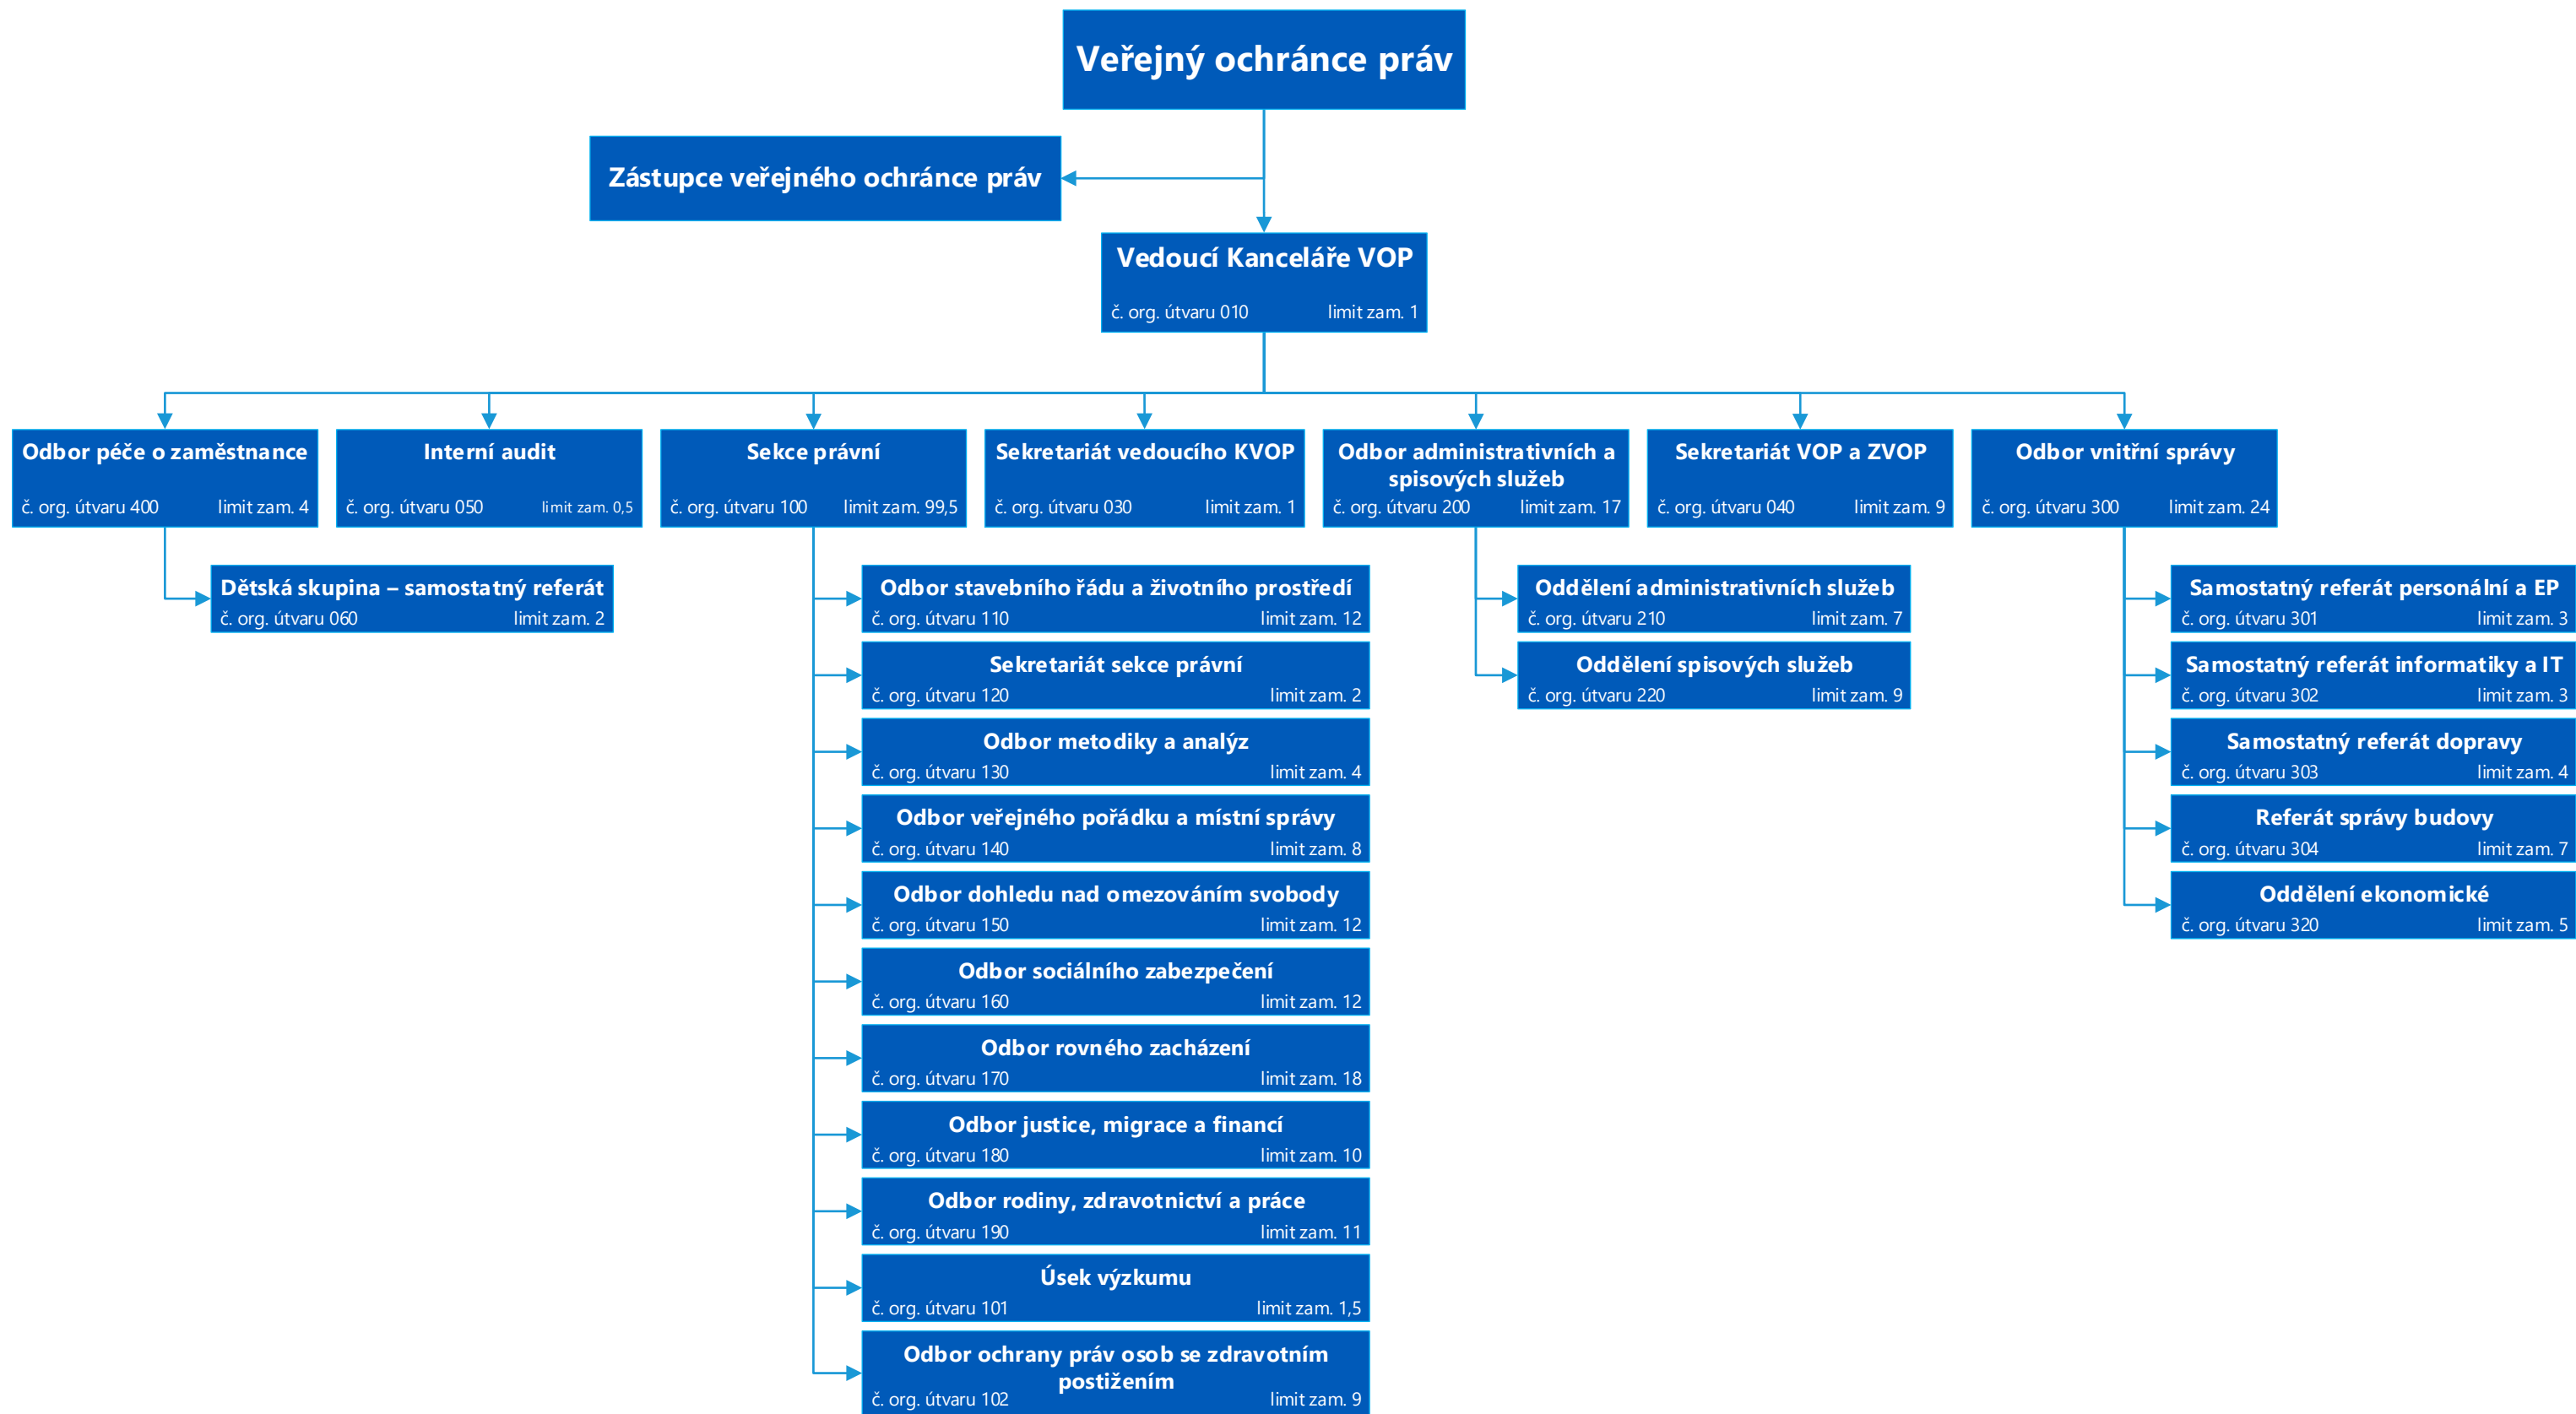 Veřejný ochránce práv
Zástupce veřejného ochránce práv
Vedoucí Kanceláře VOP
č. org. útvaru 010 limit zam. 1
Odbor péče o zaměstnance
č. org. útvaru 400 limit zam. 4
Interní audit
č. org. útvaru 050 limit zam. 0,5
Sekce právní
č. org. útvaru 100 limit zam. 99,5
Sekretariát vedoucího KVOP
č. org. útvaru 030 limit zam. 1
Odbor administrativních a
spisových služeb
č. org. útvaru 200 limit zam. 17
Sekretariát VOP a ZVOP
č. org. útvaru 040 limit zam. 9
Odbor vnitřní správy
č. org. útvaru 300 limit zam. 24
Dětská skupina – samostatný referát
č. org. útvaru 060 limit zam. 2
Odbor stavebního řádu a životního prostředí
č. org. útvaru 110 limit zam. 12
Sekretariát sekce právní
č. org. útvaru 120 limit zam. 2
Odbor metodiky a analýz
č. org. útvaru 130 limit zam. 4
Odbor veřejného pořádku a místní správy
č. org. útvaru 140 limit zam. 8
Odbor dohledu nad omezováním svobody
č. org. útvaru 150 limit zam. 12
Odbor sociálního zabezpečení
č. org. útvaru 160 limit zam. 12
Odbor rovného zacházení
č. org. útvaru 170 limit zam. 18
Odbor justice, migrace a financí
č. org. útvaru 180 limit zam. 10
Odbor rodiny, zdravotnictví a práce
č. org. útvaru 190 limit zam. 11
Úsek výzkumu
č. org. útvaru 101 limit zam. 1,5
Odbor ochrany práv osob se zdravotním
postižením
č. org. útvaru 102 limit zam. 9
Oddělení administrativních služeb
č. org. útvaru 210 limit zam. 7
Oddělení spisových služeb
č. org. útvaru 220 limit zam. 9
Samostatný referát personální a EP
č. org. útvaru 301 limit zam. 3
Samostatný referát informatiky a IT
č. org. útvaru 302 limit zam. 3
Samostatný referát dopravy
č. org. útvaru 303 limit zam. 4
Referát správy budovy
č. org. útvaru 304 limit zam. 7
Oddělení ekonomické
č. org. útvaru 320 limit zam. 5